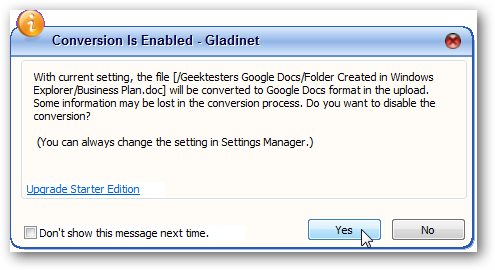 Conversion Is Enabled - Gladinet
With current setting, the file [/Geektesters Google Docs/Folder Created in Windows
Explorer/Business Plan.doc] will be converted to Google Docs format in the upload.
Some information may be lost in the conversion process. Do you want to disable the
conversion?
(You can always change the setting in Settings Manager.)
Upgrade Starter Edition
Don't show this message next time.
Yes
No